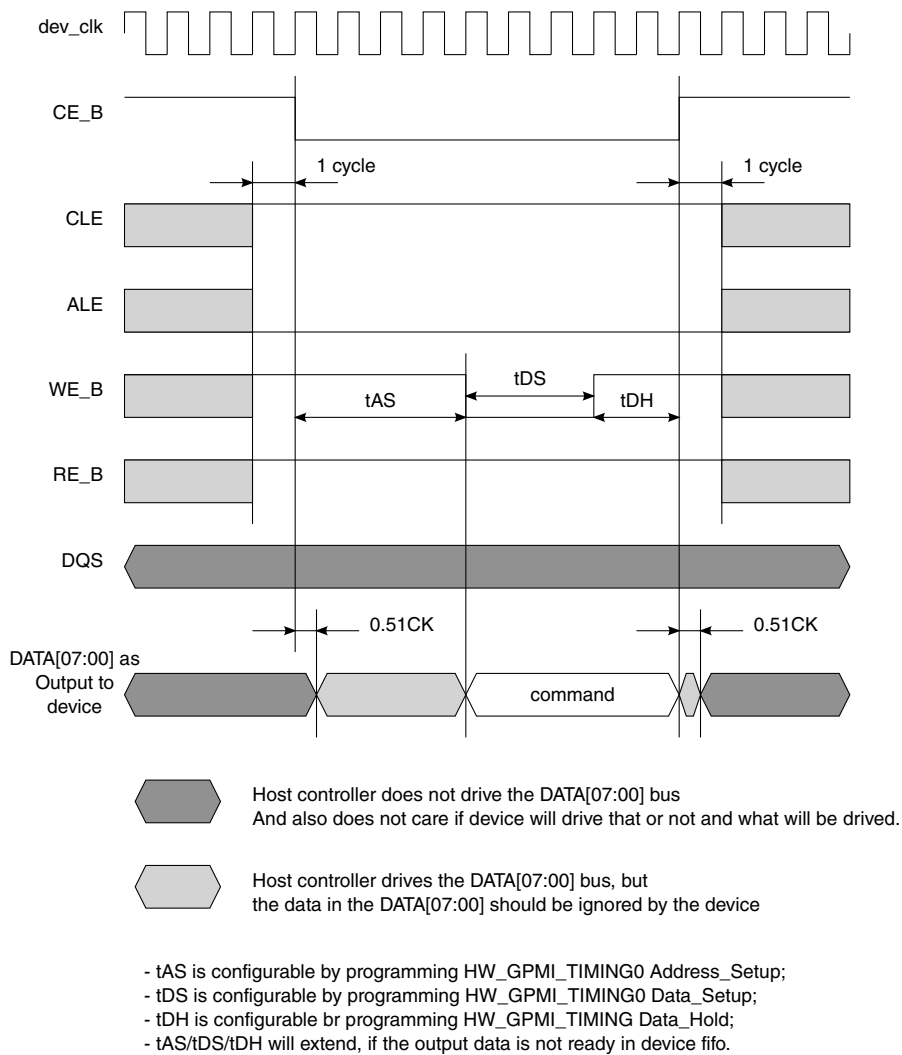 dev_clk
CE_B
1 cycle
1 cycle
CLE
ALE
WE_B
tAS
tDS
tDH
RE_B
DQS
0.51CK
0.51CK
DATA[07:00] as
Output to
device
command
Host controller does not drive the DATA[07:00] bus
And also does not care if device will drive that or not and what will be drived.
Host controller drives the DATA[07:00] bus, but
the data in the DATA[07:00] should be ignored by the device
- tAS is configurable by programming HW_GPMI_TIMING0 Address_Setup;
- tDS is configurable by programming HW_GPMI_TIMING0 Data_Setup;
- tDH is configurable br programming HW_GPMI_TIMING Data_Hold;
- tAS/tDS/tDH will extend, if the output data is not ready in device fifo.